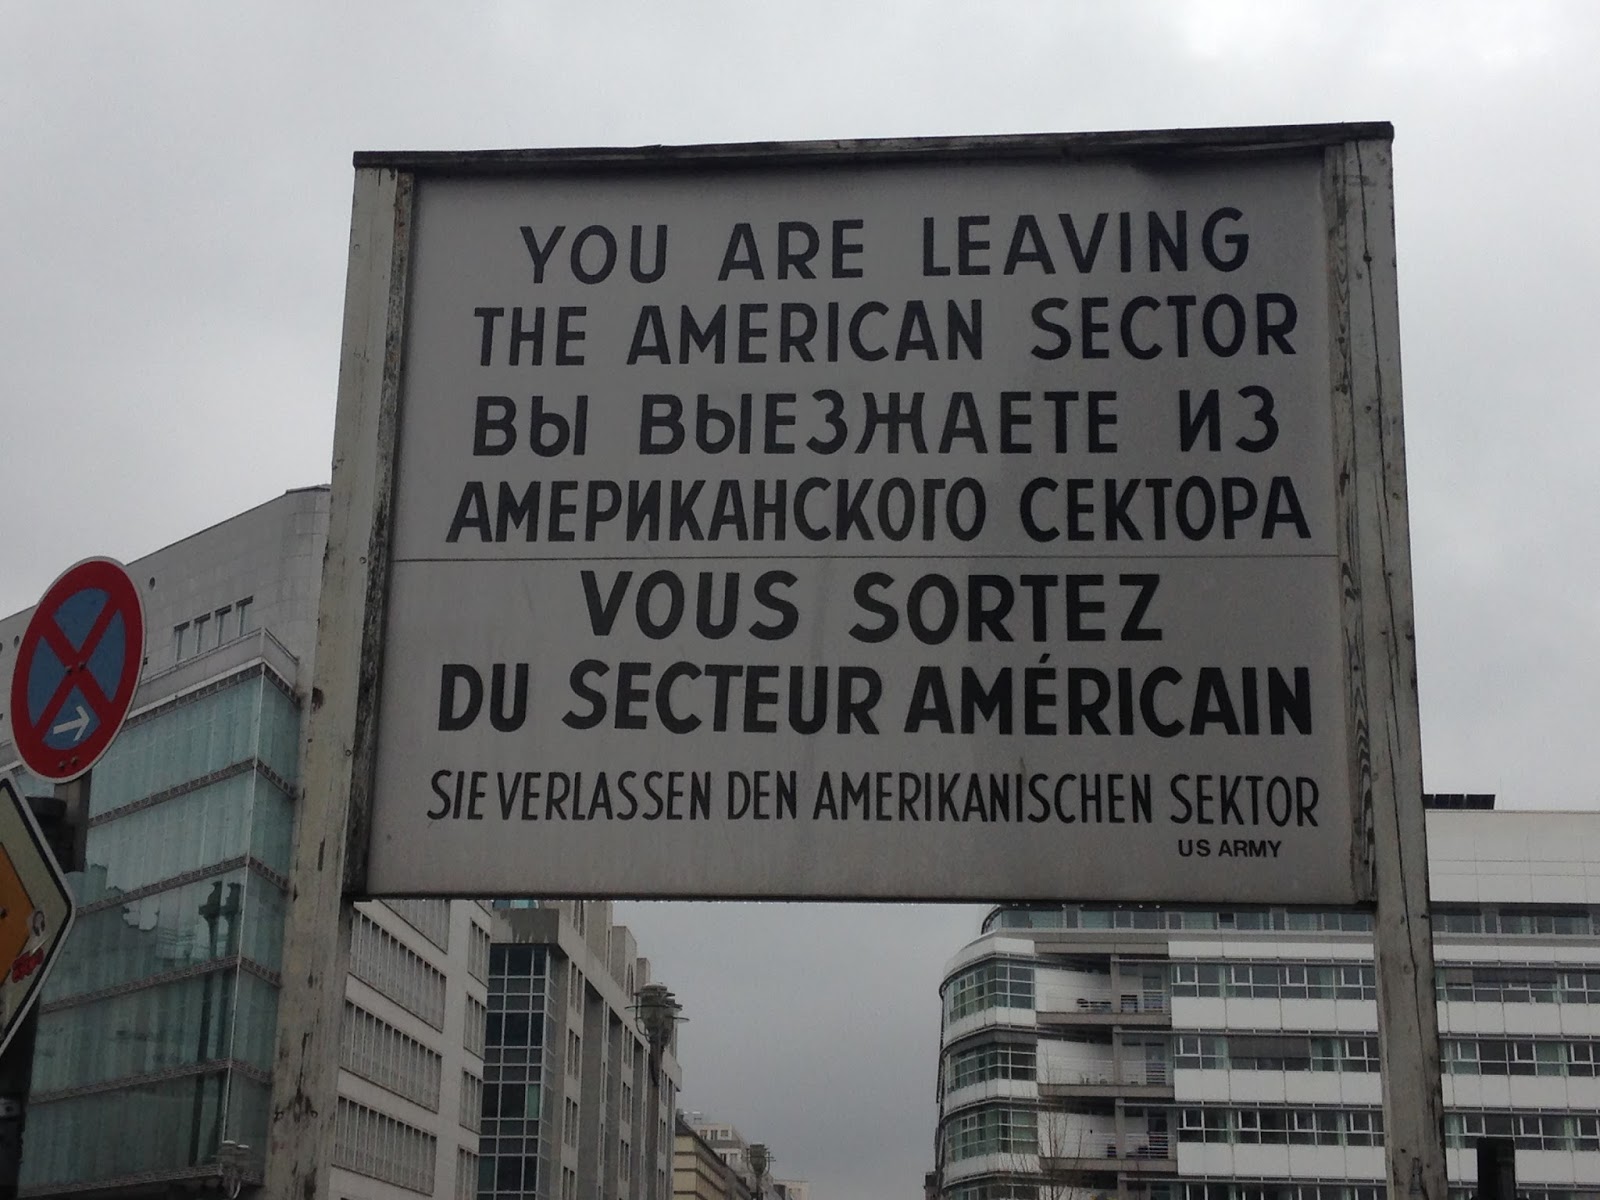 YOU ARE LEAVING
THE AMERICAN SECTOR
ВЫ ВЫЕЗЖАЕТЕ ИЗ
АМЕРИКАНСКОГО СЕКТОРА
VOUS SORTEZ
DU SECTEUR AMÉRICAIN
SIE VERLASSEN DEN AMERIKANISCHEN SEKTOR
US ARMY